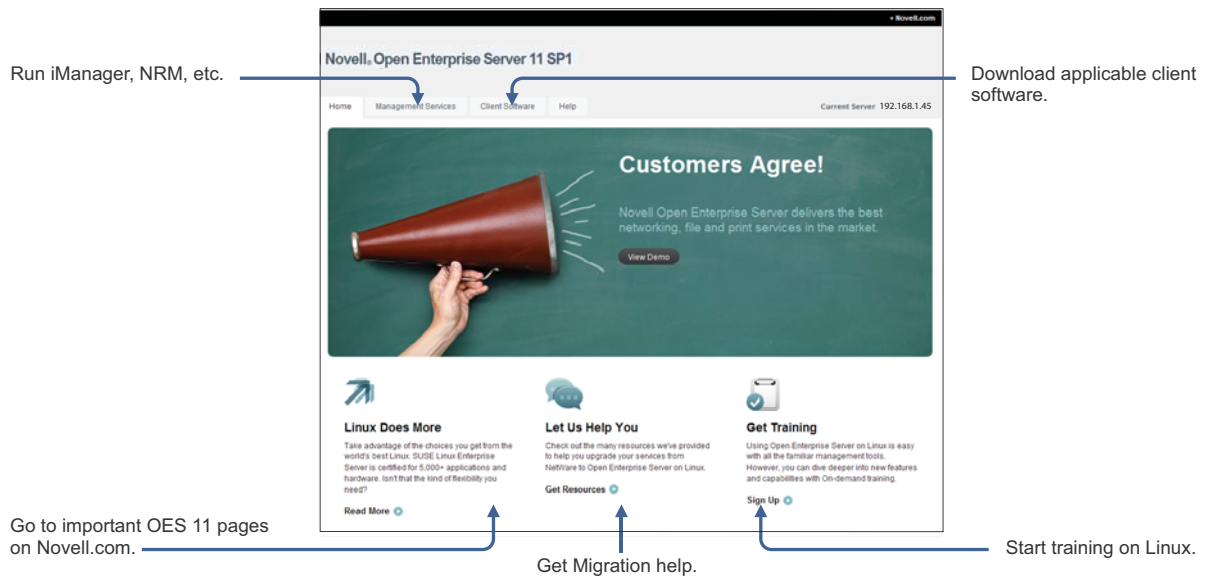 + Novell.com
Novell® Open Enterprise Server 11 SP1
Run iManager, NRM, etc.
Download applicable client
software.
Home Management Services Client Software Help Current Server 192.168.1.45
Customers Agree!
Novell Open Enterprise Server delivers the best
networking, file and print services in the market.
View Demo
Linux Does More
Take advantage of the choices you get from the
world's best Linux. SUSE Linux Enterprise
Server is certified for 5,000+ applications and
hardware. Isn't that the kind of flexibility you
need?
Read More
Let Us Help You
Check out the many resources we've provided
to help you upgrade your services from
NetWare to Open Enterprise Server on Linux.
Get Resources
Get Training
Using Open Enterprise Server on Linux is easy
with all the familiar management tools.
However, you can dive deeper into new features
and capabilities with On-demand training.
Sign Up
Go to important OES 11 pages
on Novell.com.
Get Migration help.
Start training on Linux.